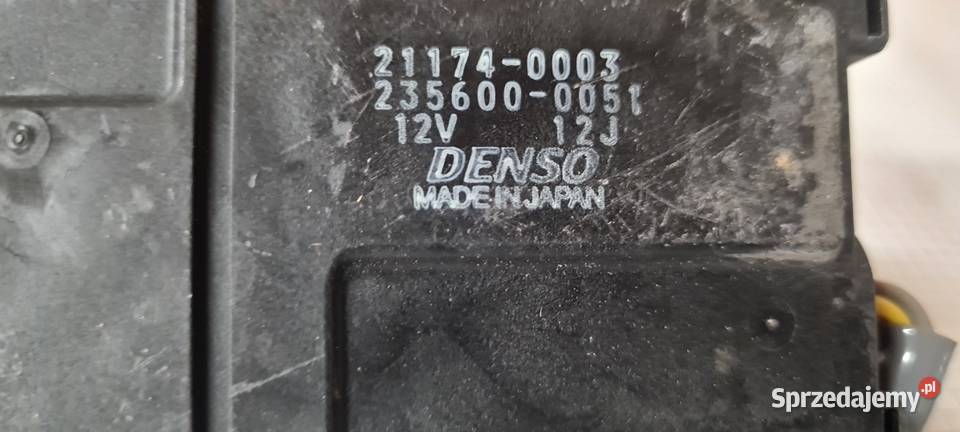 21174-0003
235600-0051
12V 12J
DENSO
MADE IN JAPAN
Sprzedajemy.pl